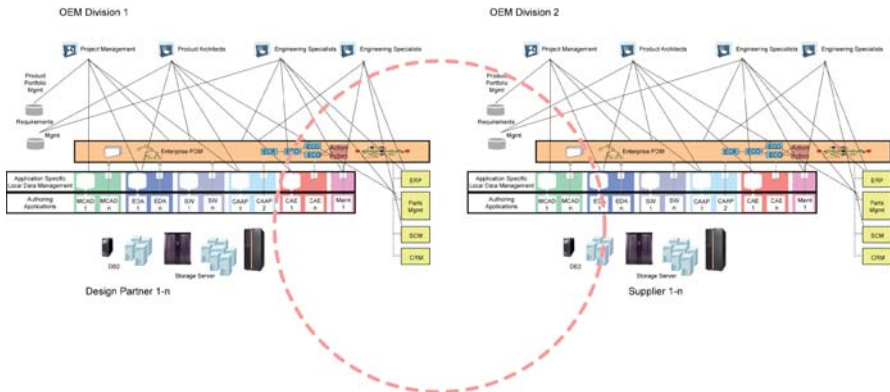 OEM Division 1
Project Management
Product Architects
Engineering Specialists
Engineering Specialists
Product
Portfolio
Mgmt
Requirements
Mgmt
Enterprise PDM
Application Specific
Local Data Management
Authoring
Applications
MCAD 1
MCAD n
EDA 1
EDA n
SW 1
SW n
CAAP 1
CAAP 2
CAE 1
CAE n
Maint 1
ERP
Parts
Mgmt
SCM
CRM
DB2
Storage Server
Design Partner 1-n
OEM Division 2
Project Management
Product Architects
Engineering Specialists
Engineering Specialists
Product
Portfolio
Mgmt
Requirements
Mgmt
Enterprise PDM
Application Specific
Local Data Management
Authoring
Applications
MCAD 1
MCAD n
EDA 1
EDA n
SW 1
SW n
CAAP 1
CAAP 2
CAE 1
CAE n
Maint 1
ERP
Parts
Mgmt
SCM
CRM
DB2
Storage Server
Supplier 1-n